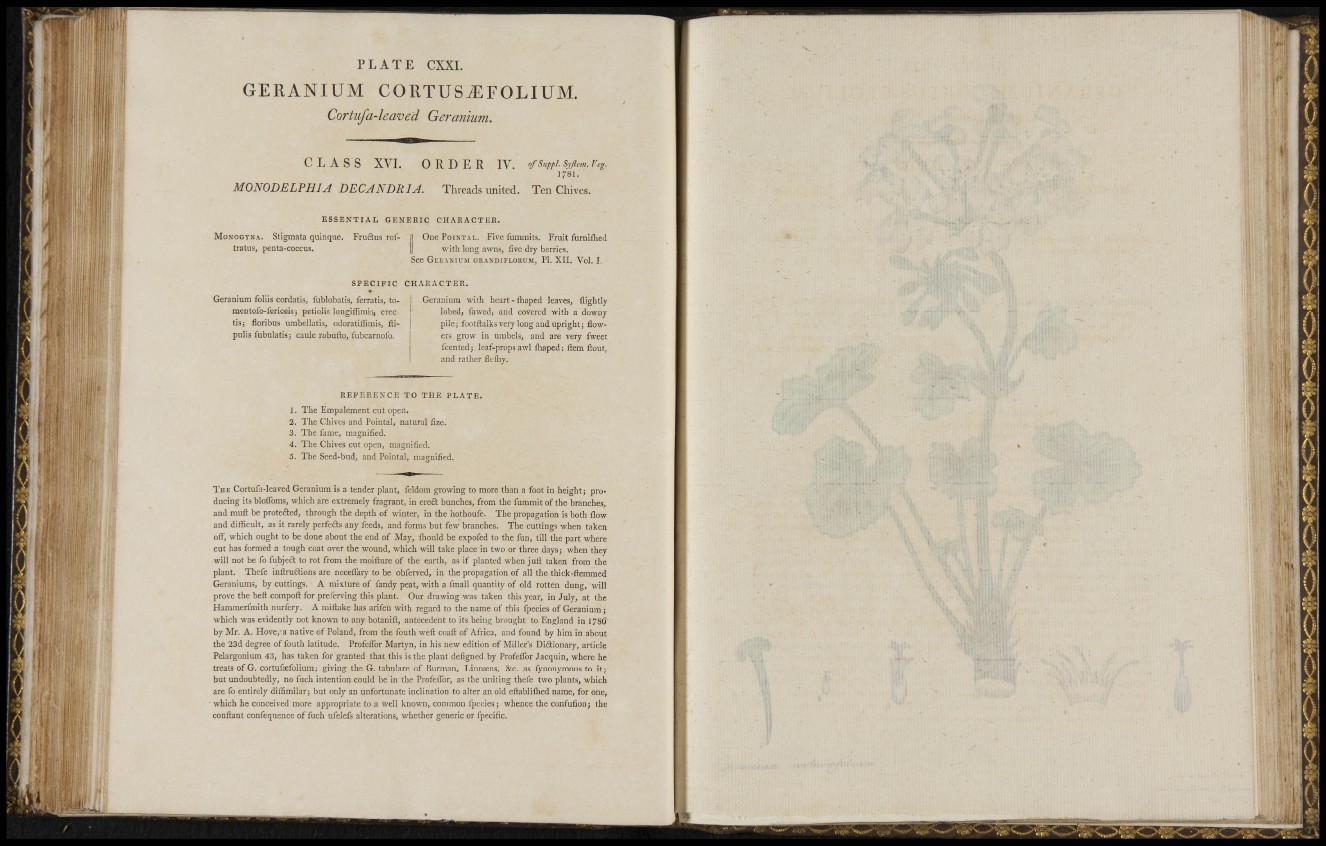 PLATE CXXI.
GERANIUM CORTUSÆFOLIUM.
Cortuſa-leaved Geranium.
CLASS XVI. ORDER IV. of Suppl. Syſtem. Veg.
1781.
MONODELPHIA DECANDRIA. Threads united. Ten Chives.
ESSENTIAL GENERIC CHARACTER.
Monogyna. Stigmata quinque. Fructus roſ-
tratus, penta-coccus.
One Pointal. Five ſummits. Fruit furniſhed
with long awns, five dry berries.
See Geranium grandiflorum, Pl. XII. Vol. I.
SPECIFIC CHARACTER.
Geranium foliis cordatis, ſublobatis, ſerratis, to-
mentoſo-ſericeis; petiolis longiſſimis, erec-
tis; floribus umbellatis, odoratiſſimis, ſti-
pulis ſubulatis; caule robuſto, ſubcarnoſo.
Geranium with heart-ſhaped leaves, ſlightly
lobed, ſawed, and covered with a downy
pile; footſtalks very long and upright; flow-
ers grow in umbels, and are very ſweet
ſcented; leaf-props awl ſhaped; ſtem ſtout,
and rather fleſhy.
REFERENCE TO THE PLATE.
1. The Empalement cut open.
2. The Chives and Pointal, natural ſize.
3. The ſame, magnified.
4. The Chives cut open, magnified.
5. The Seed-bud, and Pointal, magnified.
The Cortuſa-leaved Geranium is a tender plant, ſeldom growing to more than a foot in height; pro-
ducing its bloſſoms, which are extremely fragrant, in erect bunches, from the ſummit of the branches,
and muſt be protected, through the depth of winter, in the hothouſe. The propagation is both ſlow
and difficult, as it rarely perfects any ſeeds, and forms but few branches. The cuttings when taken
off, which ought to be done about the end of May, ſhould be expoſed to the ſun, till the part where
cut has formed a tough coat over the wound, which will take place in two or three days; when they
will not be ſo ſubject to rot from the moiſture of the earth, as if planted when juſt taken from the
plant. Theſe inſtructions are neceſſary to be obſerved, in the propagation of all the thick-ſtemmed
Geraniums, by cuttings. A mixture of ſandy peat, with a ſmall quantity of old rotten dung, will
prove the beſt compoſt for preſerving this plant. Our drawing was taken this year, in July, at the
Hammerſmith nurſery. A miſtake has ariſen with regard to the name of this ſpecies of Geranium;
which was evidently not known to any botaniſt, antecedent to its being brought to England in 1786
by Mr. A. Hove, a native of Poland, from the ſouth weſt coaſt of Africa, and found by him in about
the 23d degree of ſouth latitude. Profeſſor Martyn, in his new edition of Miller's Dictionary, article
Pelargonium 43, has taken for granted that this is the plant deſigned by Profeſſor Jacquin, where he
treats of G. cortuſæfolium; giving the G. tabulare of Burman, Linnæus, &c. as ſynonymous to it;
but undoubtedly, no ſuch intention could be in the Profeſſor, as the uniting theſe two plants, which
are ſo entirely diſſimilar; but only an unfortunate inclination to alter an old eſtabliſhed name, for one,
which he conceived more appropriate to a well known, common ſpecies; whence the confuſion; the
conſtant conſequence of ſuch uſeleſs alterations, whether generic or ſpecific.